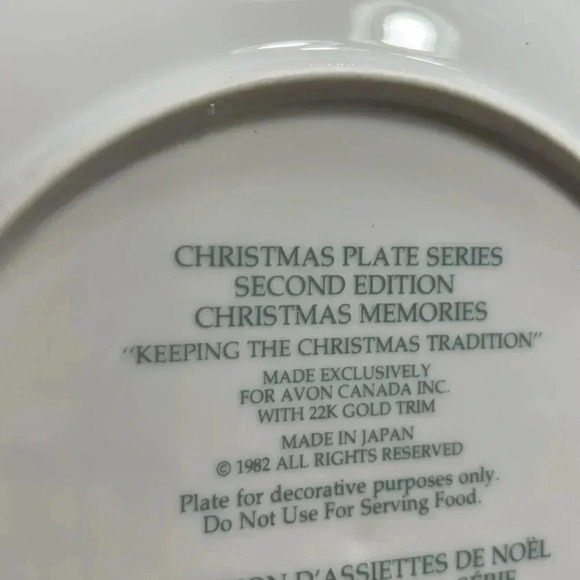 CHRISTMAS PLATE SERIES
SECOND EDITION
CHRISTMAS MEMORIES
"KEEPING THE CHRISTMAS TRADITION"
MADE EXCLUSIVELY
FOR AVON CANADA INC.
WITH 22K GOLD TRIM
MADE IN JAPAN
© 1982 ALL RIGHTS RESERVED
Plate for decorative purposes only.
Do Not Use For Serving Food.
D'ASSIETTES DE NOËL